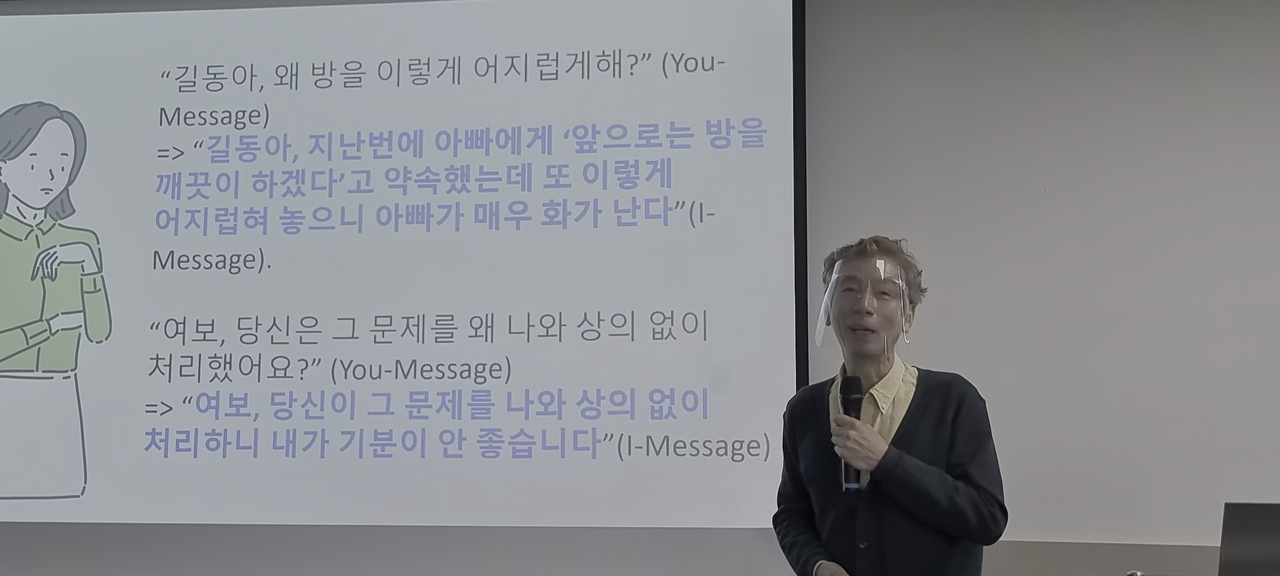 “길동아, 왜 방을 이렇게 어지럽게해?” (You-
Message)
=> “길동아, 지난번에 아빠에게 ‘앞으로는 방을
깨끗이 하겠다’고 약속했는데 또 이렇게
어지럽혀 놓으니 아빠가 매우 화가 난다”(I-
Message).
“여보, 당신은 그 문제를 왜 나와 상의 없이
처리했어요?” (You-Message)
=> “여보, 당신이 그 문제를 나와 상의 없이
처리하니 내가 기분이 안 좋습니다”(I-Message)